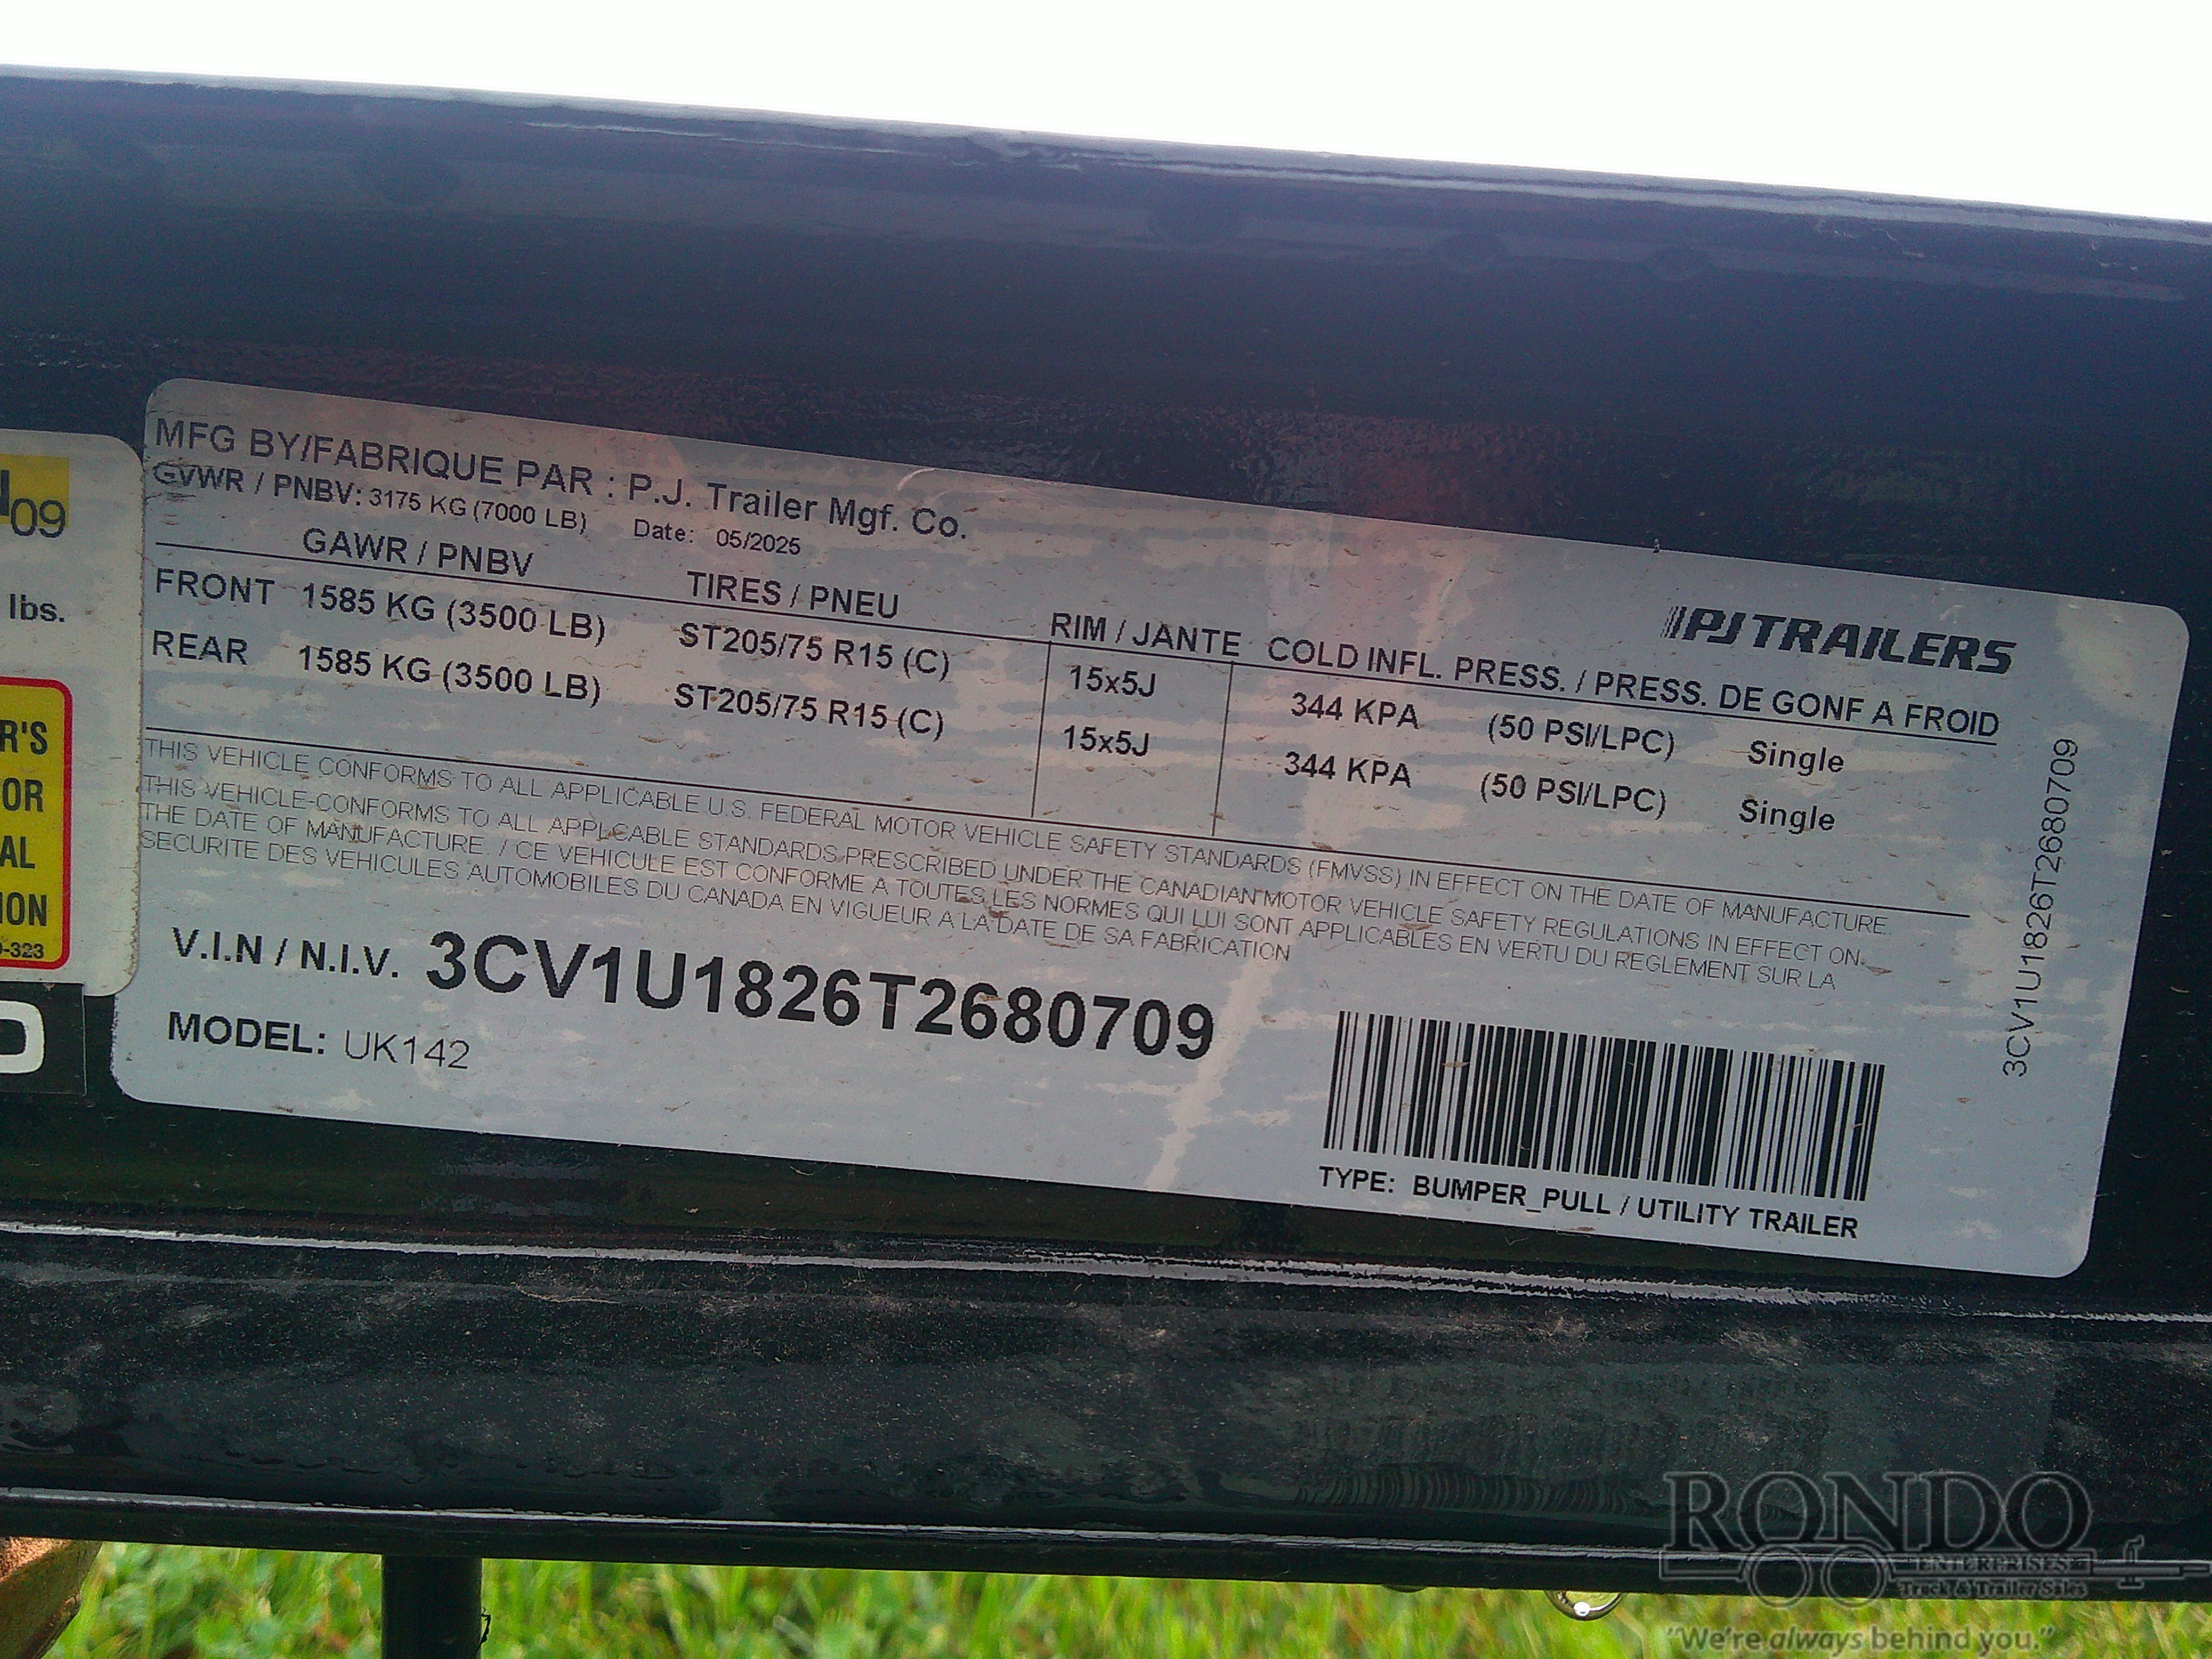 MFG BY/FABRIQUE PAR : P.J. Trailer Mgf. Co.
GVWR / PNBV: 3175 KG (7000 LB) Date: 05/2025
PJ TRAILERS
GAWR / PNBV TIRES / PNEU RIM / JANTE COLD INFL. PRESS. / PRESS. DE GONF A FROID
FRONT 1585 KG (3500 LB) ST205/75 R15 (C) 15x5J 344 KPA (50 PSI/LPC) Single
REAR 1585 KG (3500 LB) ST205/75 R15 (C) 15x5J 344 KPA (50 PSI/LPC) Single
THIS VEHICLE CONFORMS TO ALL APPLICABLE U.S. FEDERAL MOTOR VEHICLE SAFETY STANDARDS (FMVSS) IN EFFECT ON THE DATE OF MANUFACTURE.
THIS VEHICLE-CONFORMS TO ALL APPLCABLE STANDARDS PRESCRIBED UNDER THE CANADIAN MOTOR VEHICLE SAFETY REGULATIONS IN EFFECT ON
THE DATE OF MANUFACTURE. / CE VEHICULE EST CONFORME A TOUTES LES NORMES QUI LUI SONT APPLICABLES EN VERTU DU REGLEMENT SUR LA
SECURITE DES VEHICULES AUTOMOBILES DU CANADA EN VIGUEUR A LA DATE DE SA FABRICATION
V.I.N / N.I.V. 3CV1U1826T2680709
MODEL: UK142
TYPE: BUMPER_PULL / UTILITY TRAILER
3CV1U1826T2680709
09
lbs.
R'S
OR
AL
ION
-323
RONDO
ENTERPRISES
Truck & Trailer Sales
"We're always behind you."